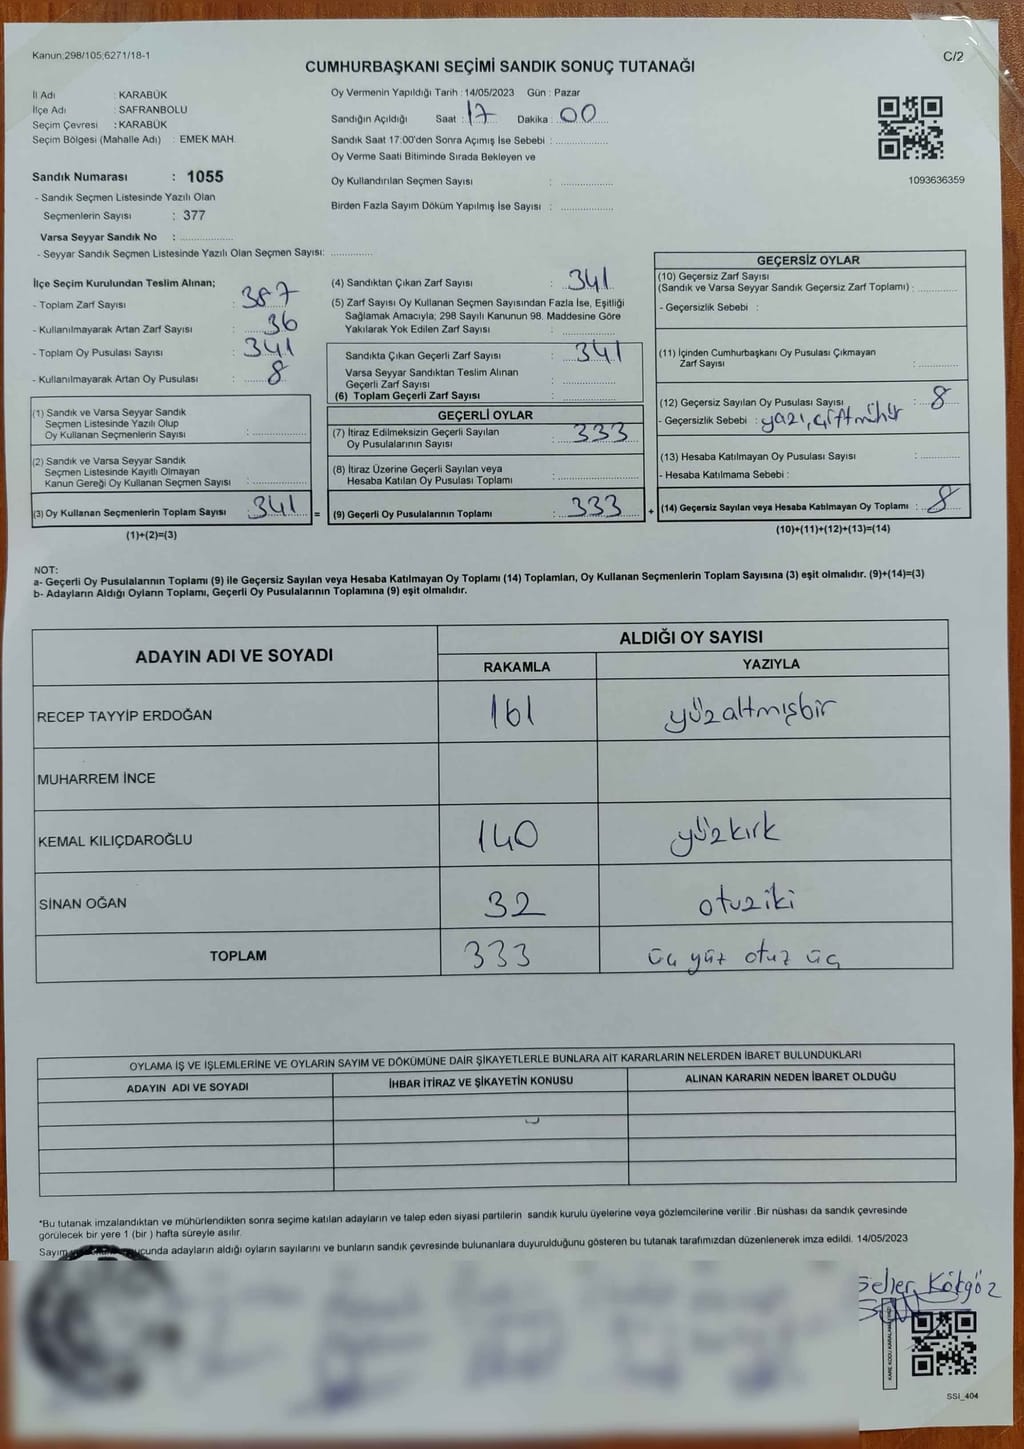 Kanun;298/105;6271/18-1
C/2
CUMHURBAŞKANI SEÇİMİ SANDIK SONUÇ TUTANAĞI
İl Adı : KARABÜK
İlçe Adı : SAFRANBOLU
Seçim Çevresi : KARABÜK
Seçim Bölgesi (Mahalle Adı) : EMEK MAH.
Sandık Numarası : 1055
- Sandık Seçmen Listesinde Yazılı Olan
Seçmenlerin Sayısı : 377
Varsa Seyyar Sandık No : ................
- Seyyar Sandık Seçmen Listesinde Yazılı Olan Seçmen Sayısı: ............
Oy Vermenin Yapıldığı Tarih : 14/05/2023 Gün : Pazar
Sandığın Açıldığı Saat : 17 Dakika : 00
Sandık Saat 17:00'den Sonra Açımış İse Sebebi : ................
Oy Verme Saati Bitiminde Sırada Bekleyen ve
Oy Kullandırılan Seçmen Sayısı : ................
Birden Fazla Sayım Döküm Yapılmış İse Sayısı : ................
1093636359
İlçe Seçim Kurulundan Teslim Alınan;
- Toplam Zarf Sayısı : 387
- Kullanılmayarak Artan Zarf Sayısı : 36
- Toplam Oy Pusulası Sayısı : 341
- Kullanılmayarak Artan Oy Pusulası : 8
(1) Sandık ve Varsa Seyyar Sandık
Seçmen Listesinde Yazılı Olup
Oy Kullanan Seçmenlerin Sayısı : ................
(2) Sandık ve Varsa Seyyar Sandık
Seçmen Listesinde Kayıtlı Olmayan
Kanun Gereği Oy Kullanan Seçmen Sayısı : ................
(3) Oy Kullanan Seçmenlerin Toplam Sayısı : 341 =
(1)+(2)=(3)
(4) Sandıktan Çıkan Zarf Sayısı : 341
(5) Zarf Sayısı Oy Kullanan Seçmen Sayısından Fazla İse, Eşitliği
Sağlamak Amacıyla; 298 Sayılı Kanunun 98. Maddesine Göre
Yakılarak Yok Edilen Zarf Sayısı : ................
Sandıkta Çıkan Geçerli Zarf Sayısı : 341
Varsa Seyyar Sandıktan Teslim Alınan
Geçerli Zarf Sayısı : ................
(6) Toplam Geçerli Zarf Sayısı : ................
GEÇERLİ OYLAR
(7) İtiraz Edilmeksizin Geçerli Sayılan
Oy Pusulalarının Sayısı : 333
(8) İtiraz Üzerine Geçerli Sayılan veya
Hesaba Katılan Oy Pusulası Toplamı : ................
(9) Geçerli Oy Pusulalarının Toplamı : 333 +
GEÇERSİZ OYLAR
(10) Geçersiz Zarf Sayısı
(Sandık ve Varsa Seyyar Sandık Geçersiz Zarf Toplamı) : ............
- Geçersizlik Sebebi :
(11) İçinden Cumhurbaşkanı Oy Pusulası Çıkmayan
Zarf Sayısı : ............
(12) Geçersiz Sayılan Oy Pusulası Sayısı : 8
- Geçersizlik Sebebi : yazı, çift mühür
(13) Hesaba Katılmayan Oy Pusulası Sayısı : ............
- Hesaba Katılmama Sebebi :
(14) Geçersiz Sayılan veya Hesaba Katılmayan Oy Toplamı : 8
(10)+(11)+(12)+(13)=(14)
NOT:
a- Geçerli Oy Pusulalarının Toplamı (9) ile Geçersiz Sayılan veya Hesaba Katılmayan Oy Toplamı (14) Toplamları, Oy Kullanan Seçmenlerin Toplam Sayısına (3) eşit olmalıdır. (9)+(14)=(3)
b- Adayların Aldığı Oyların Toplamı, Geçerli Oy Pusulalarının Toplamına (9) eşit olmalıdır.
ADAYIN ADI VE SOYADI
ALDIĞI OY SAYISI
RAKAMLA YAZIYLA
RECEP TAYYİP ERDOĞAN 161 yüzaltmışbir
MUHARREM İNCE
KEMAL KILIÇDAROĞLU 140 yüzkırk
SİNAN OĞAN 32 otuziki
TOPLAM 333 üç yüz otuz üç
OYLAMA İŞ VE İŞLEMLERİNE VE OYLARIN SAYIM VE DÖKÜMÜNE DAİR ŞİKAYETLERLE BUNLARA AİT KARARLARIN NELERDEN İBARET BULUNDUKLARI
ADAYIN ADI VE SOYADI İHBAR İTİRAZ VE ŞİKAYETİN KONUSU ALINAN KARARIN NEDEN İBARET OLDUĞU
*Bu tutanak imzalandıktan ve mühürlendikten sonra seçime katılan adayların ve talep eden siyasi partilerin sandık kurulu üyelerine veya gözlemcilerine verilir .Bir nüshası da sandık çevresinde
görülecek bir yere 1 (bir ) hafta süreyle asılır.
Sayım ucunda adayların aldığı oyların sayılarını ve bunların sandık çevresinde bulunanlara duyurulduğunu gösteren bu tutanak tarafımızdan düzenlenerek imza edildi. 14/05/2023
Seher Kökgöz
SSİ_404